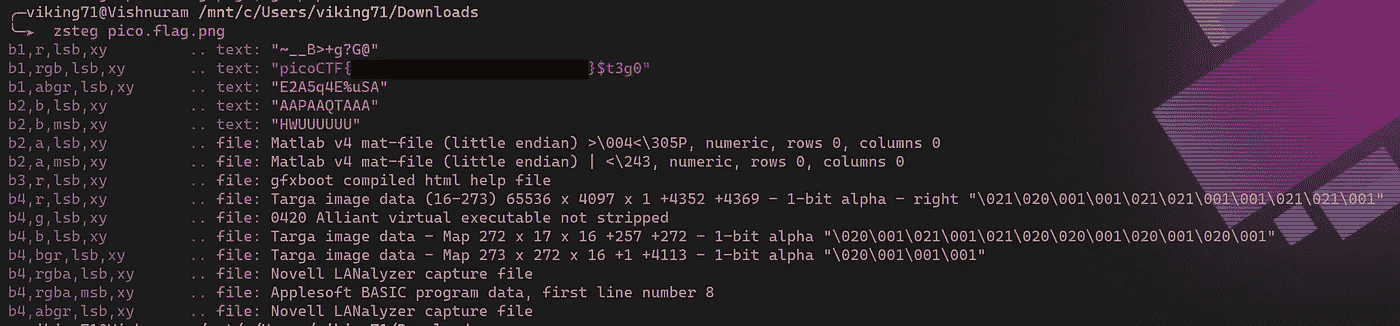 viking71@Vishnuram /mnt/c/Users/viking71/Downloads
zsteg pico.flag.png
b1,r,lsb,xy .. text: "~__B>+g?G@"
b1,rgb,lsb,xy .. text: "picoCTF{ }$t3g0"
b1,abgr,lsb,xy .. text: "E2A5q4E%uSA"
b2,b,lsb,xy .. text: "AAPAAQTAAA"
b2,b,msb,xy .. text: "HWUUUUUU"
b2,a,lsb,xy .. file: Matlab v4 mat-file (little endian) >\004<\305P, numeric, rows 0, columns 0
b2,a,msb,xy .. file: Matlab v4 mat-file (little endian) | <\243, numeric, rows 0, columns 0
b3,r,lsb,xy .. file: gfxboot compiled html help file
b4,r,lsb,xy .. file: Targa image data (16-273) 65536 x 4097 x 1 +4352 +4369 - 1-bit alpha - right "\021\020\001\001\021\021\001\001\021\021\001"
b4,g,lsb,xy .. file: 0420 Alliant virtual executable not stripped
b4,b,lsb,xy .. file: Targa image data - Map 272 x 17 x 16 +257 +272 - 1-bit alpha "\020\001\021\001\021\020\020\001\020\001\020\001"
b4,bgr,lsb,xy .. file: Targa image data - Map 273 x 272 x 16 +1 +4113 - 1-bit alpha "\020\001\001\001"
b4,rgba,lsb,xy .. file: Novell LANalyzer capture file
b4,rgba,msb,xy .. file: Applesoft BASIC program data, first line number 8
b4,abgr,lsb,xy .. file: Novell LANalyzer capture file